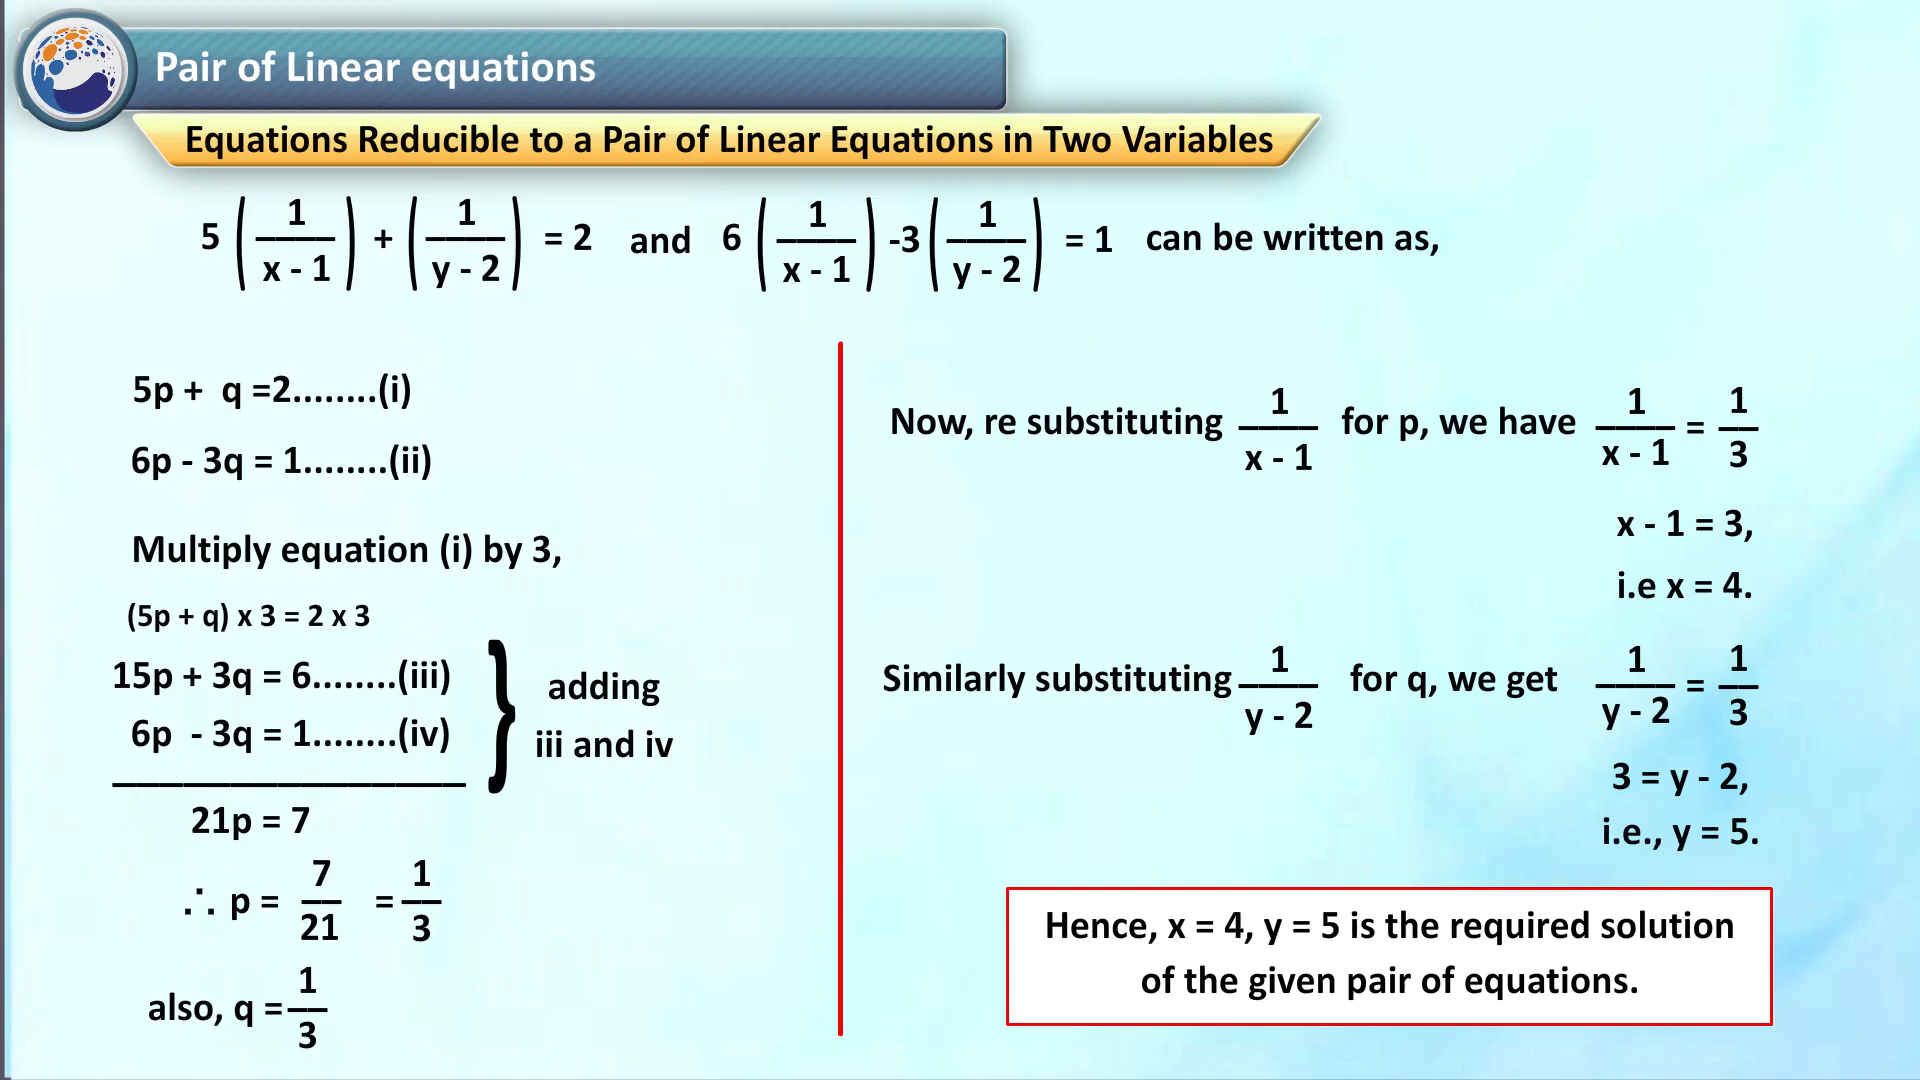 Pair of Linear equations
Equations Reducible to a Pair of Linear Equations in Two Variables
5 (1/(x - 1)) + (1/(y - 2)) = 2 and 6 (1/(x - 1)) -3 (1/(y - 2)) = 1 can be written as,
5p + q =2........(i)
6p - 3q = 1........(ii)
Multiply equation (i) by 3,
(5p + q) x 3 = 2 x 3
15p + 3q = 6........(iii)
6p - 3q = 1........(iv)
} adding
iii and iv
21p = 7
∴ p = 7/21 = 1/3
also, q = 1/3
Now, re substituting 1/(x - 1) for p, we have 1/(x - 1) = 1/3
x - 1 = 3,
i.e x = 4.
Similarly substituting 1/(y - 2) for q, we get 1/(y - 2) = 1/3
3 = y - 2,
i.e., y = 5.
Hence, x = 4, y = 5 is the required solution
of the given pair of equations.